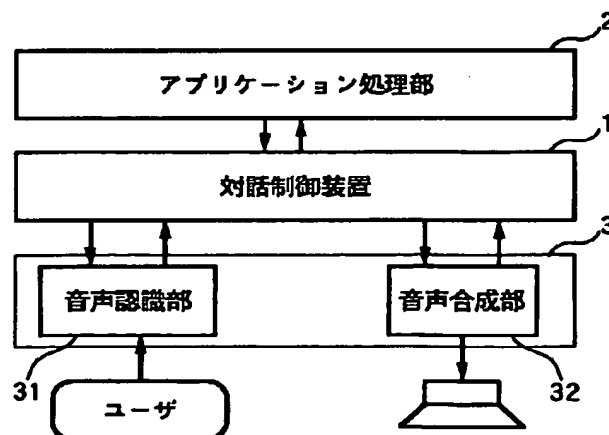 2
アプリケーション処理部
1
対話制御装置
3
音声認識部
音声合成部
31
32
ユーザ